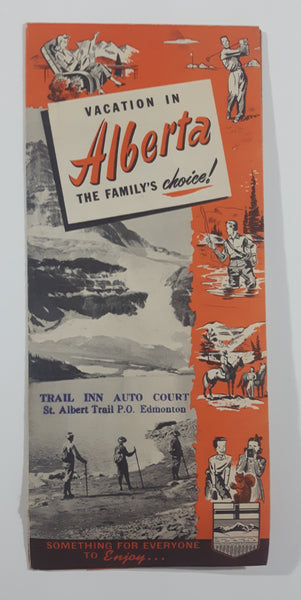 VACATION IN
Alberta
THE FAMILY'S choice!
TRAIL INN AUTO COURT
St. Albert Trail P.O. Edmonton
SOMETHING FOR EVERYONE
TO Enjoy...